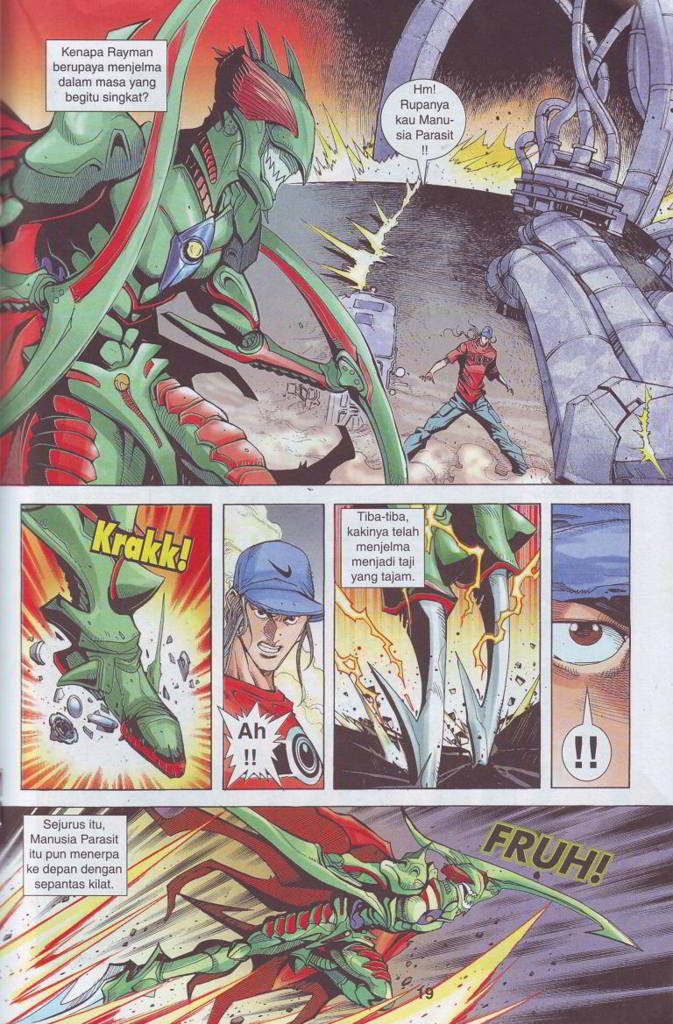 Kenapa Rayman
berupaya menjelma
dalam masa yang
begitu singkat?
Hm!
Rupanya
kau Manu-
sia Parasit
!!
Krakk!
Ah
!!
Tiba-tiba,
kakinya telah
menjelma
menjadi taji
yang tajam.
!!
Sejurus itu,
Manusia Parasit
itu pun menerpa
ke depan dengan
sepantas kilat.
FRUH!
19